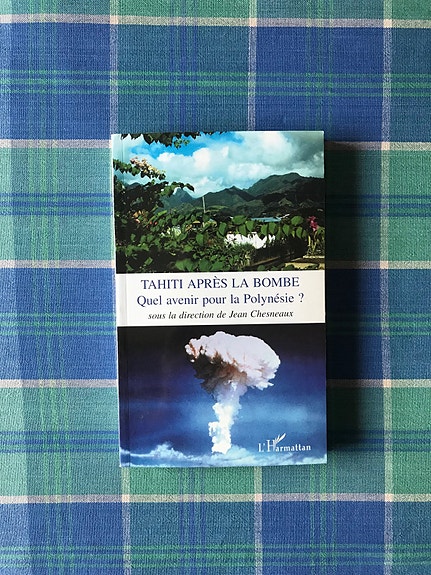 TAHITI APRÈS LA BOMBE
Quel avenir pour la Polynésie ?
sous la direction de Jean Chesneaux
L'Harmattan